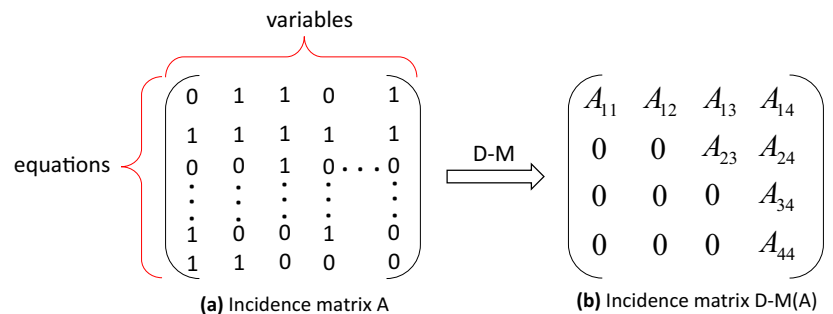 variables
equations
0 1 1 0 1
1 1 1 1 1
0 0 1 0 . . . 0
1 0 0 1 0
1 1 0 0 0
D-M
A11 A12 A13 A14
0 0 A23 A24
0 0 0 A34
0 0 0 A44
(a) Incidence matrix A
(b) Incidence matrix D-M(A)